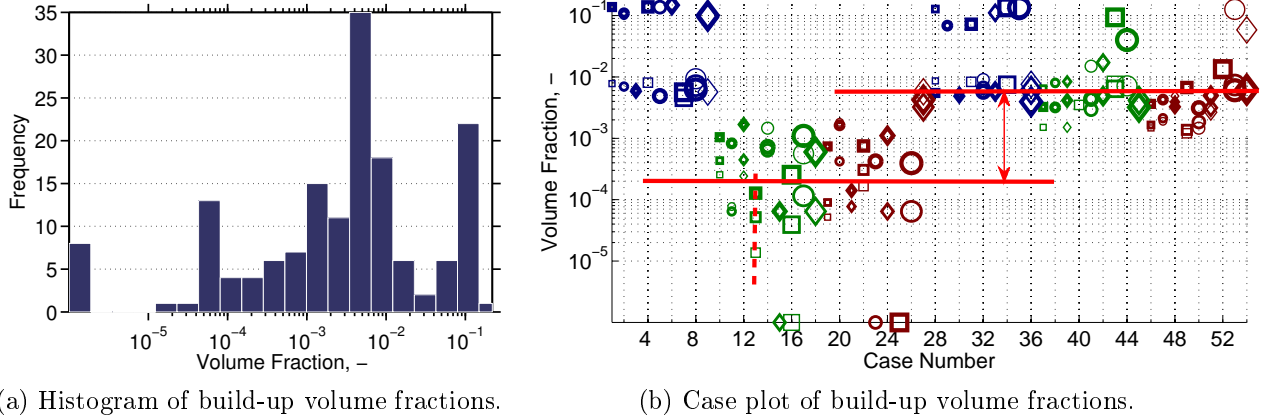 35
30
25
20
15
10
5
0
Frequency
10⁻⁵
10⁻⁴
10⁻³
10⁻²
10⁻¹
Volume Fraction, −
(a) Histogram of build-up volume fractions.
10⁻¹
10⁻²
10⁻³
10⁻⁴
10⁻⁵
Volume Fraction, −
4 8 12 16 20 24 28 32 36 40 44 48 52
Case Number
(b) Case plot of build-up volume fractions.